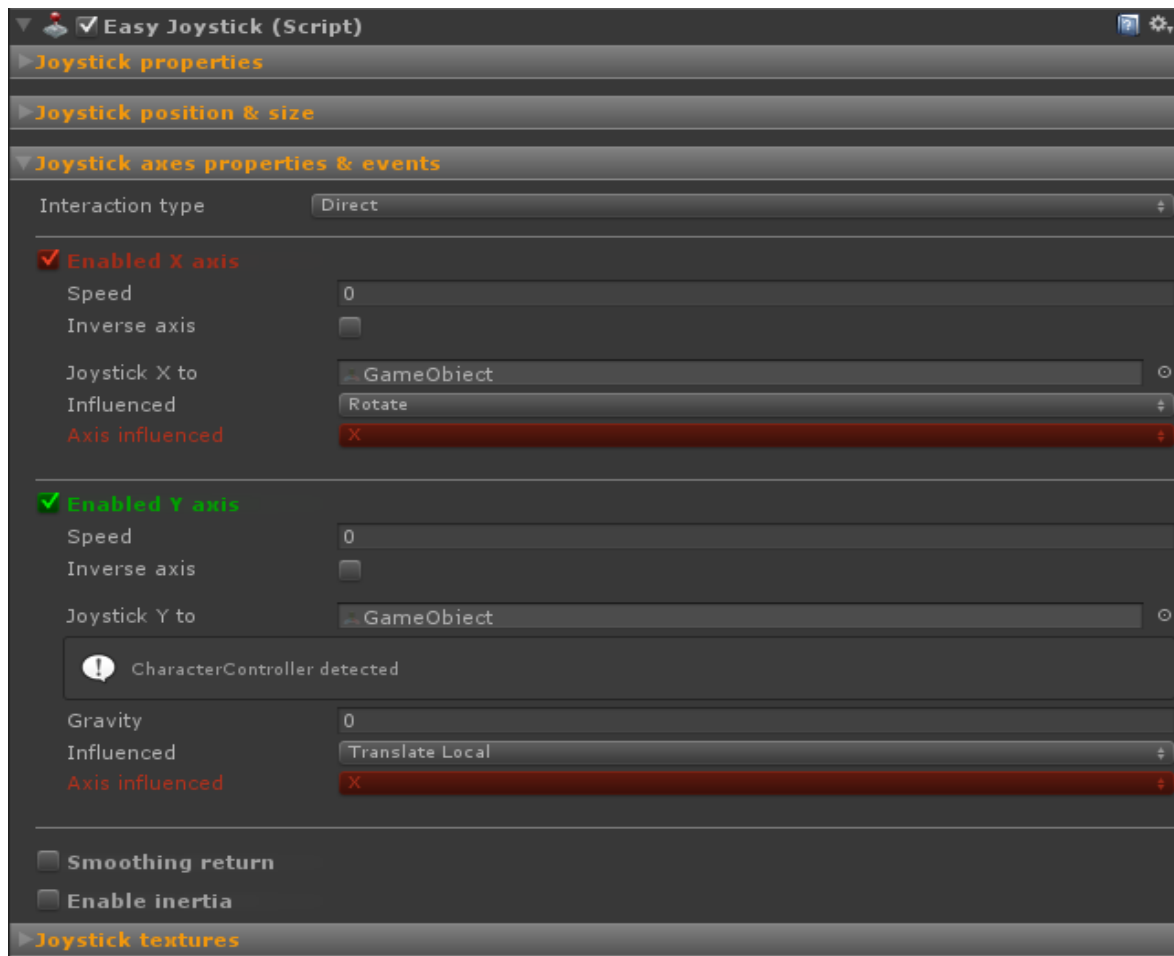 Easy Joystick (Script)
Joystick properties
Joystick position & size
Joystick axes properties & events
Interaction type Direct
Enabled X axis
Speed 0
Inverse axis
Joystick X to GameObject
Influenced Rotate
Axis influenced X
Enabled Y axis
Speed 0
Inverse axis
Joystick Y to GameObject
CharacterController detected
Gravity 0
Influenced Translate Local
Axis influenced X
Smoothing return
Enable inertia
Joystick textures